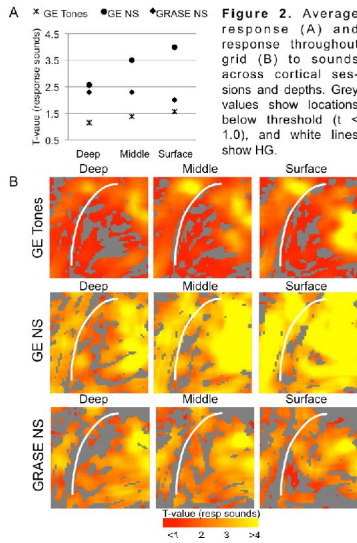 A
GE Tones GE NS GRASE NS
4.5
3.5
2.5
1.5
0.5
T-value (response sounds)
Deep Middle Surface
Figure 2. Average
response (A) and
response throughout
grid (B) to sounds
across cortical ses-
sions and depths. Grey
values show locations
below threshold (t <
1.0), and white lines
show HG.
B
Deep Middle Surface
GE Tones
Deep Middle Surface
GE NS
Deep Middle Surface
GRASE NS
T-value (resp sounds)
<1 2 3 >4